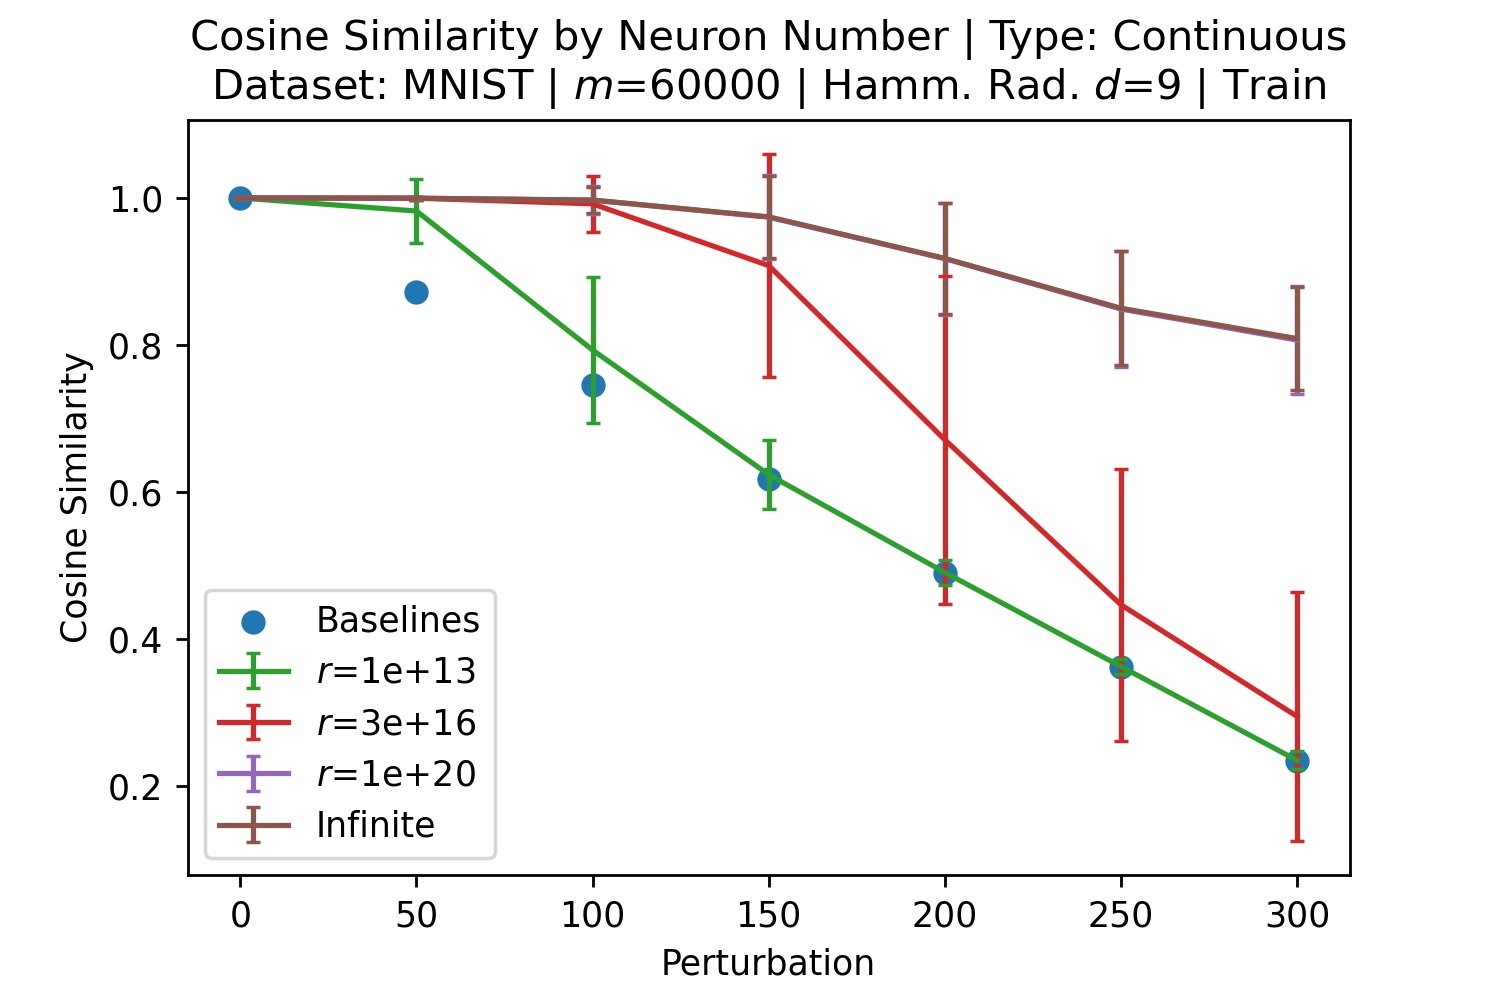 Cosine Similarity by Neuron Number | Type: Continuous
Dataset: MNIST | m=60000 | Hamm. Rad. d=9 | Train
Cosine Similarity
1.0
0.8
0.6
0.4
0.2
Baselines
r=1e+13
r=3e+16
r=1e+20
Infinite
0 50 100 150 200 250 300
Perturbation